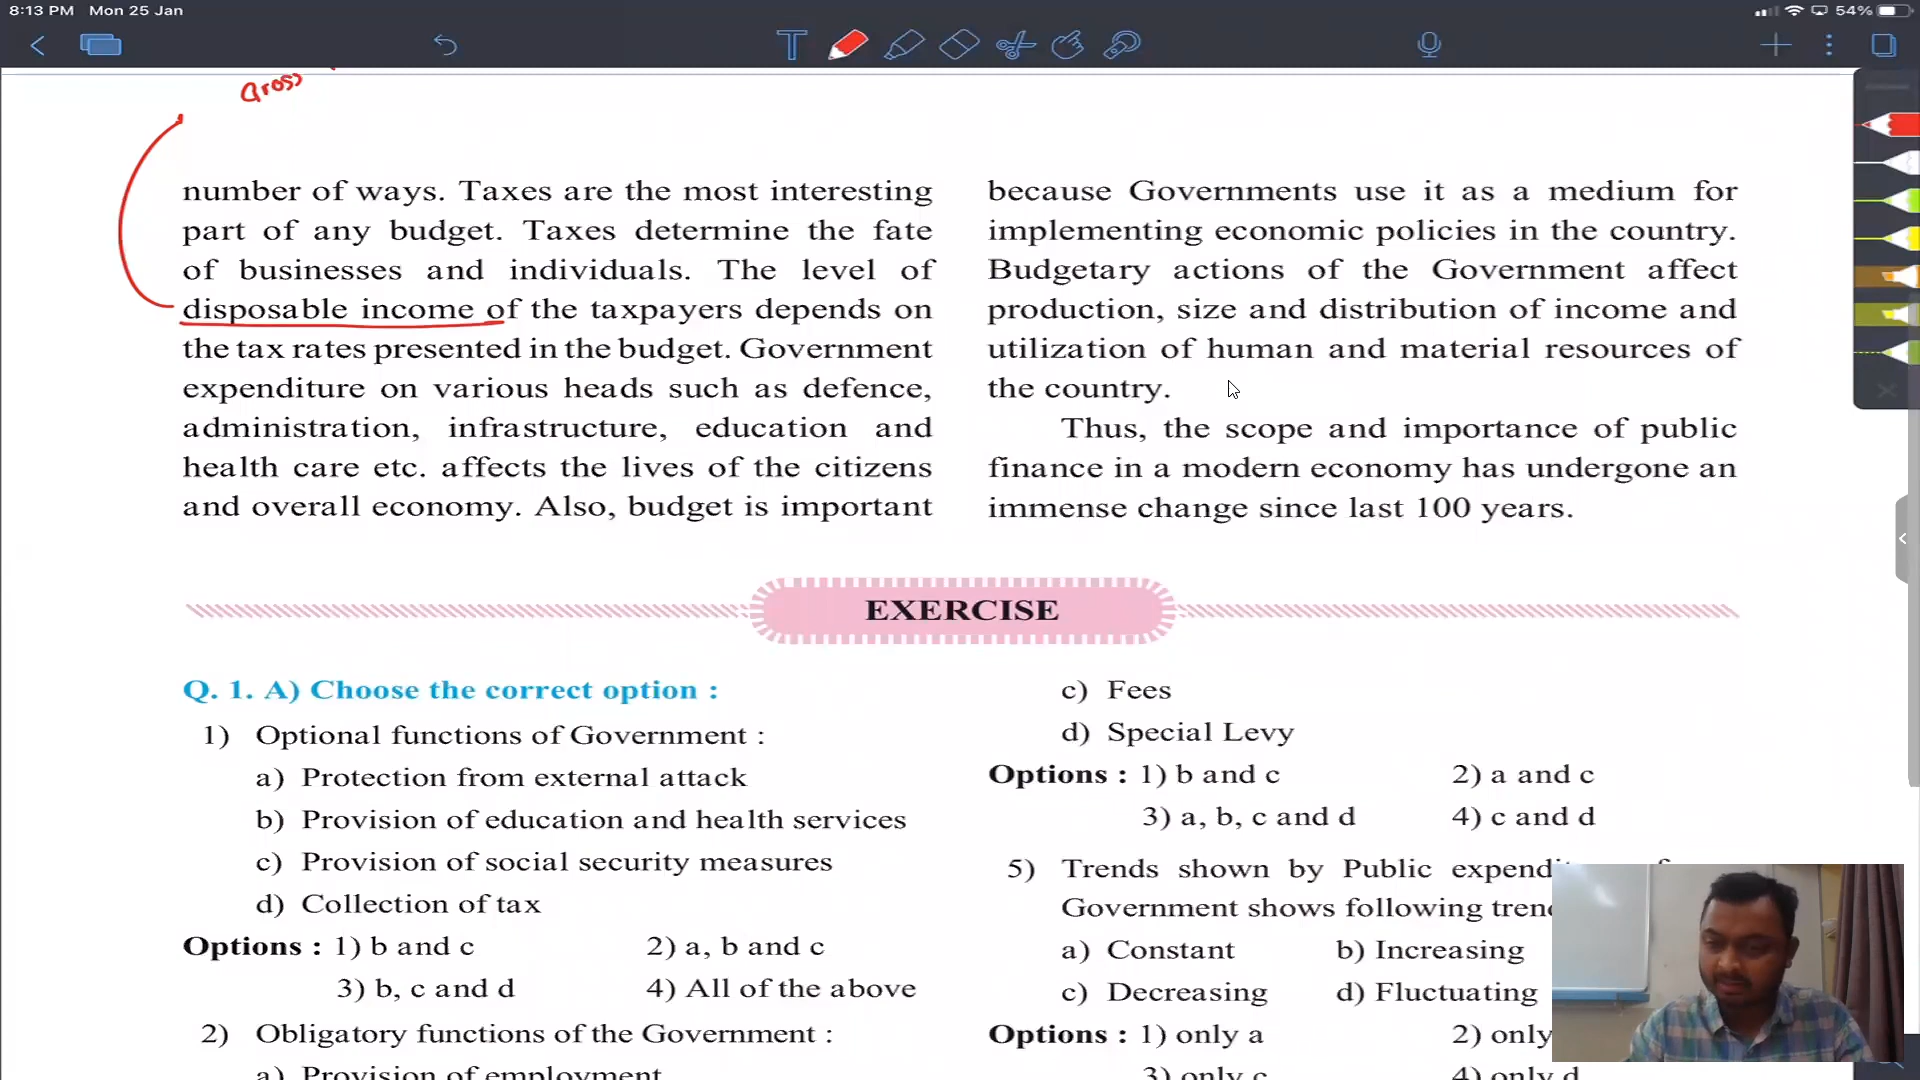 8:13 PM Mon 25 Jan
54%
Gross
number of ways. Taxes are the most interesting
part of any budget. Taxes determine the fate
of businesses and individuals. The level of
disposable income of the taxpayers depends on
the tax rates presented in the budget. Government
expenditure on various heads such as defence,
administration, infrastructure, education and
health care etc. affects the lives of the citizens
and overall economy. Also, budget is important
because Governments use it as a medium for
implementing economic policies in the country.
Budgetary actions of the Government affect
production, size and distribution of income and
utilization of human and material resources of
the country.
Thus, the scope and importance of public
finance in a modern economy has undergone an
immense change since last 100 years.
EXERCISE
Q. 1. A) Choose the correct option :
1) Optional functions of Government :
a) Protection from external attack
b) Provision of education and health services
c) Provision of social security measures
d) Collection of tax
Options : 1) b and c 2) a, b and c
3) b, c and d 4) All of the above
2) Obligatory functions of the Government :
a) Provision of employment
c) Fees
d) Special Levy
Options : 1) b and c 2) a and c
3) a, b, c and d 4) c and d
5) Trends shown by Public
Government shows following
a) Constant b) Increasing
c) Decreasing d) Fluctuating
Options : 1) only a 2) only
3) only c 4) only d